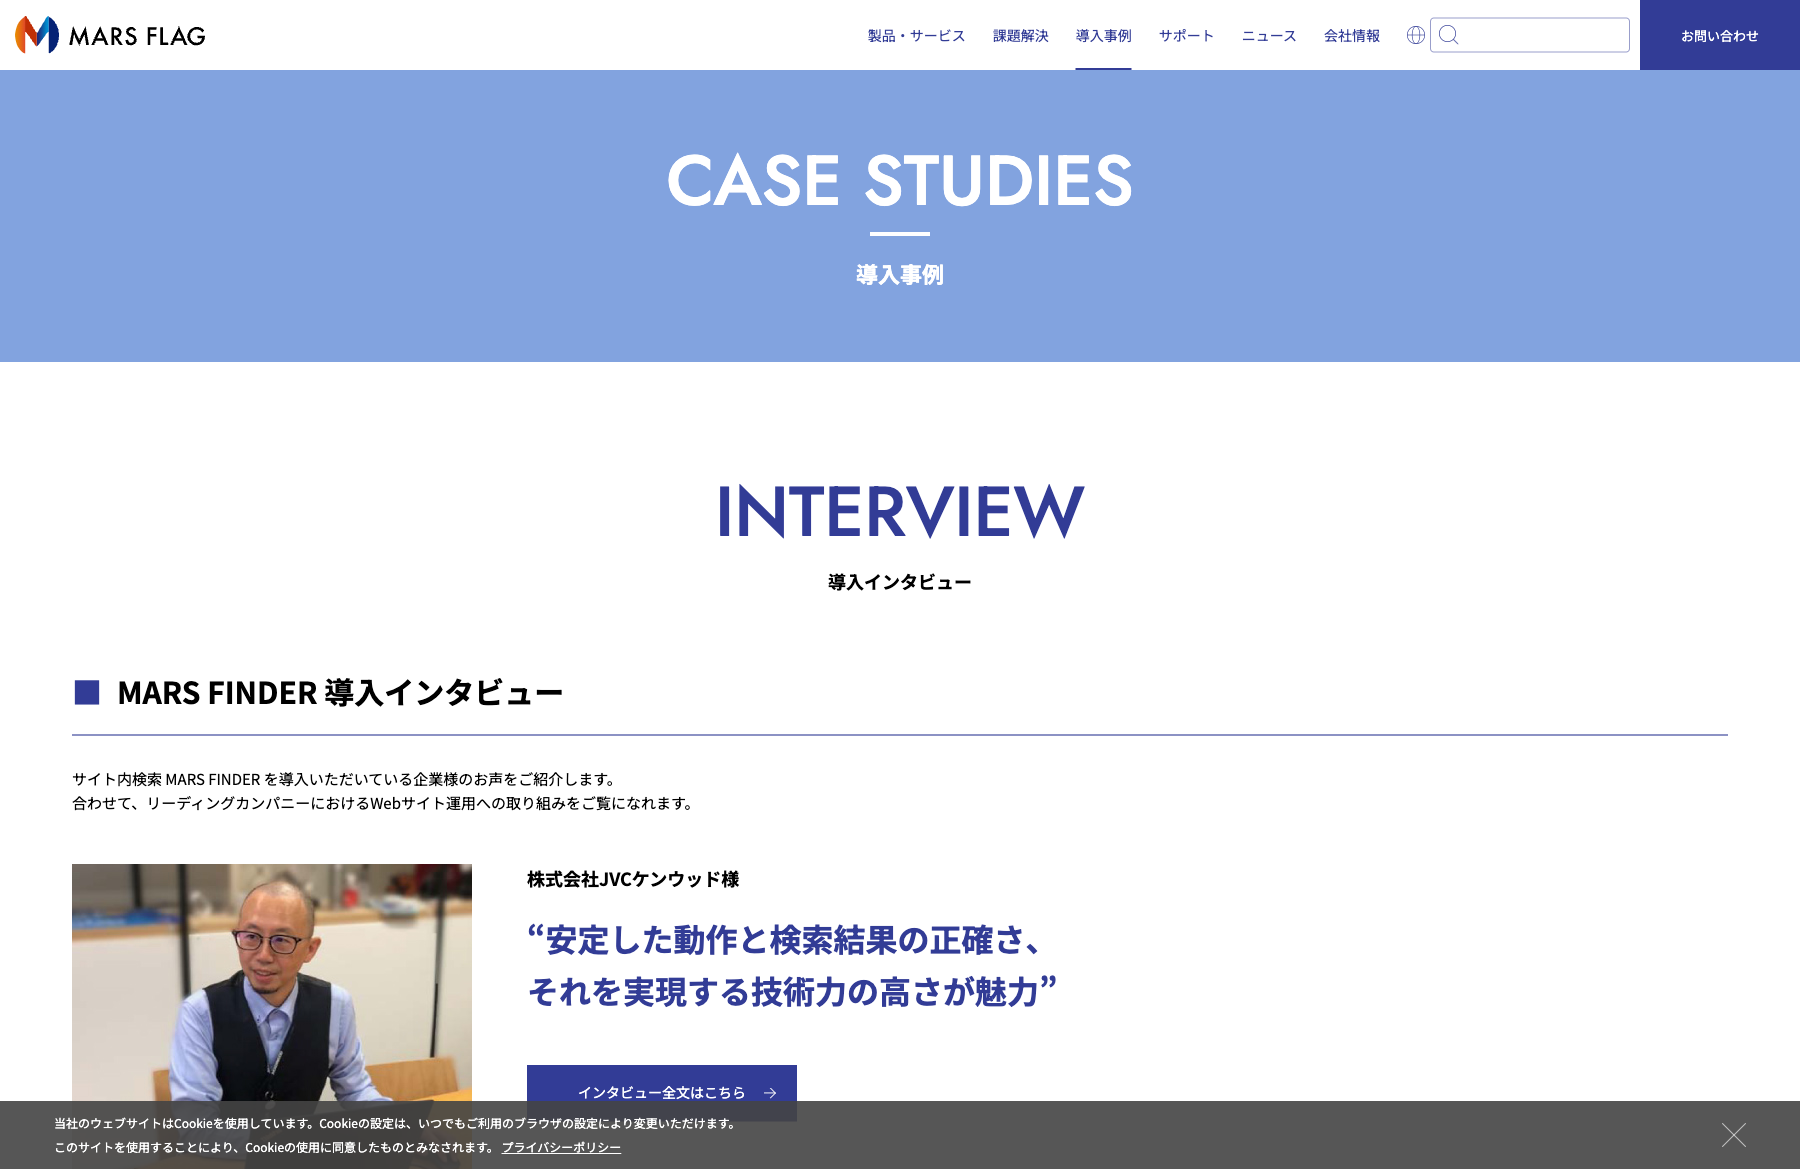 MARS FLAG
製品・サービス
課題解決
導入事例
サポート
ニュース
会社情報
お問い合わせ
CASE STUDIES
導入事例
INTERVIEW
導入インタビュー
MARS FINDER 導入インタビュー
サイト内検索 MARS FINDER を導入いただいている企業様のお声をご紹介します。
合わせて、リーディングカンパニーにおけるWebサイト運用への取り組みをご覧になれます。
株式会社JVCケンウッド様
“安定した動作と検索結果の正確さ、
それを実現する技術力の高さが魅力”
インタビュー全文はこちら
当社のウェブサイトはCookieを使用しています。Cookieの設定は、いつでもご利用のブラウザの設定により変更いただけます。
このサイトを使用することにより、Cookieの使用に同意したものとみなされます。 プライバシーポリシー